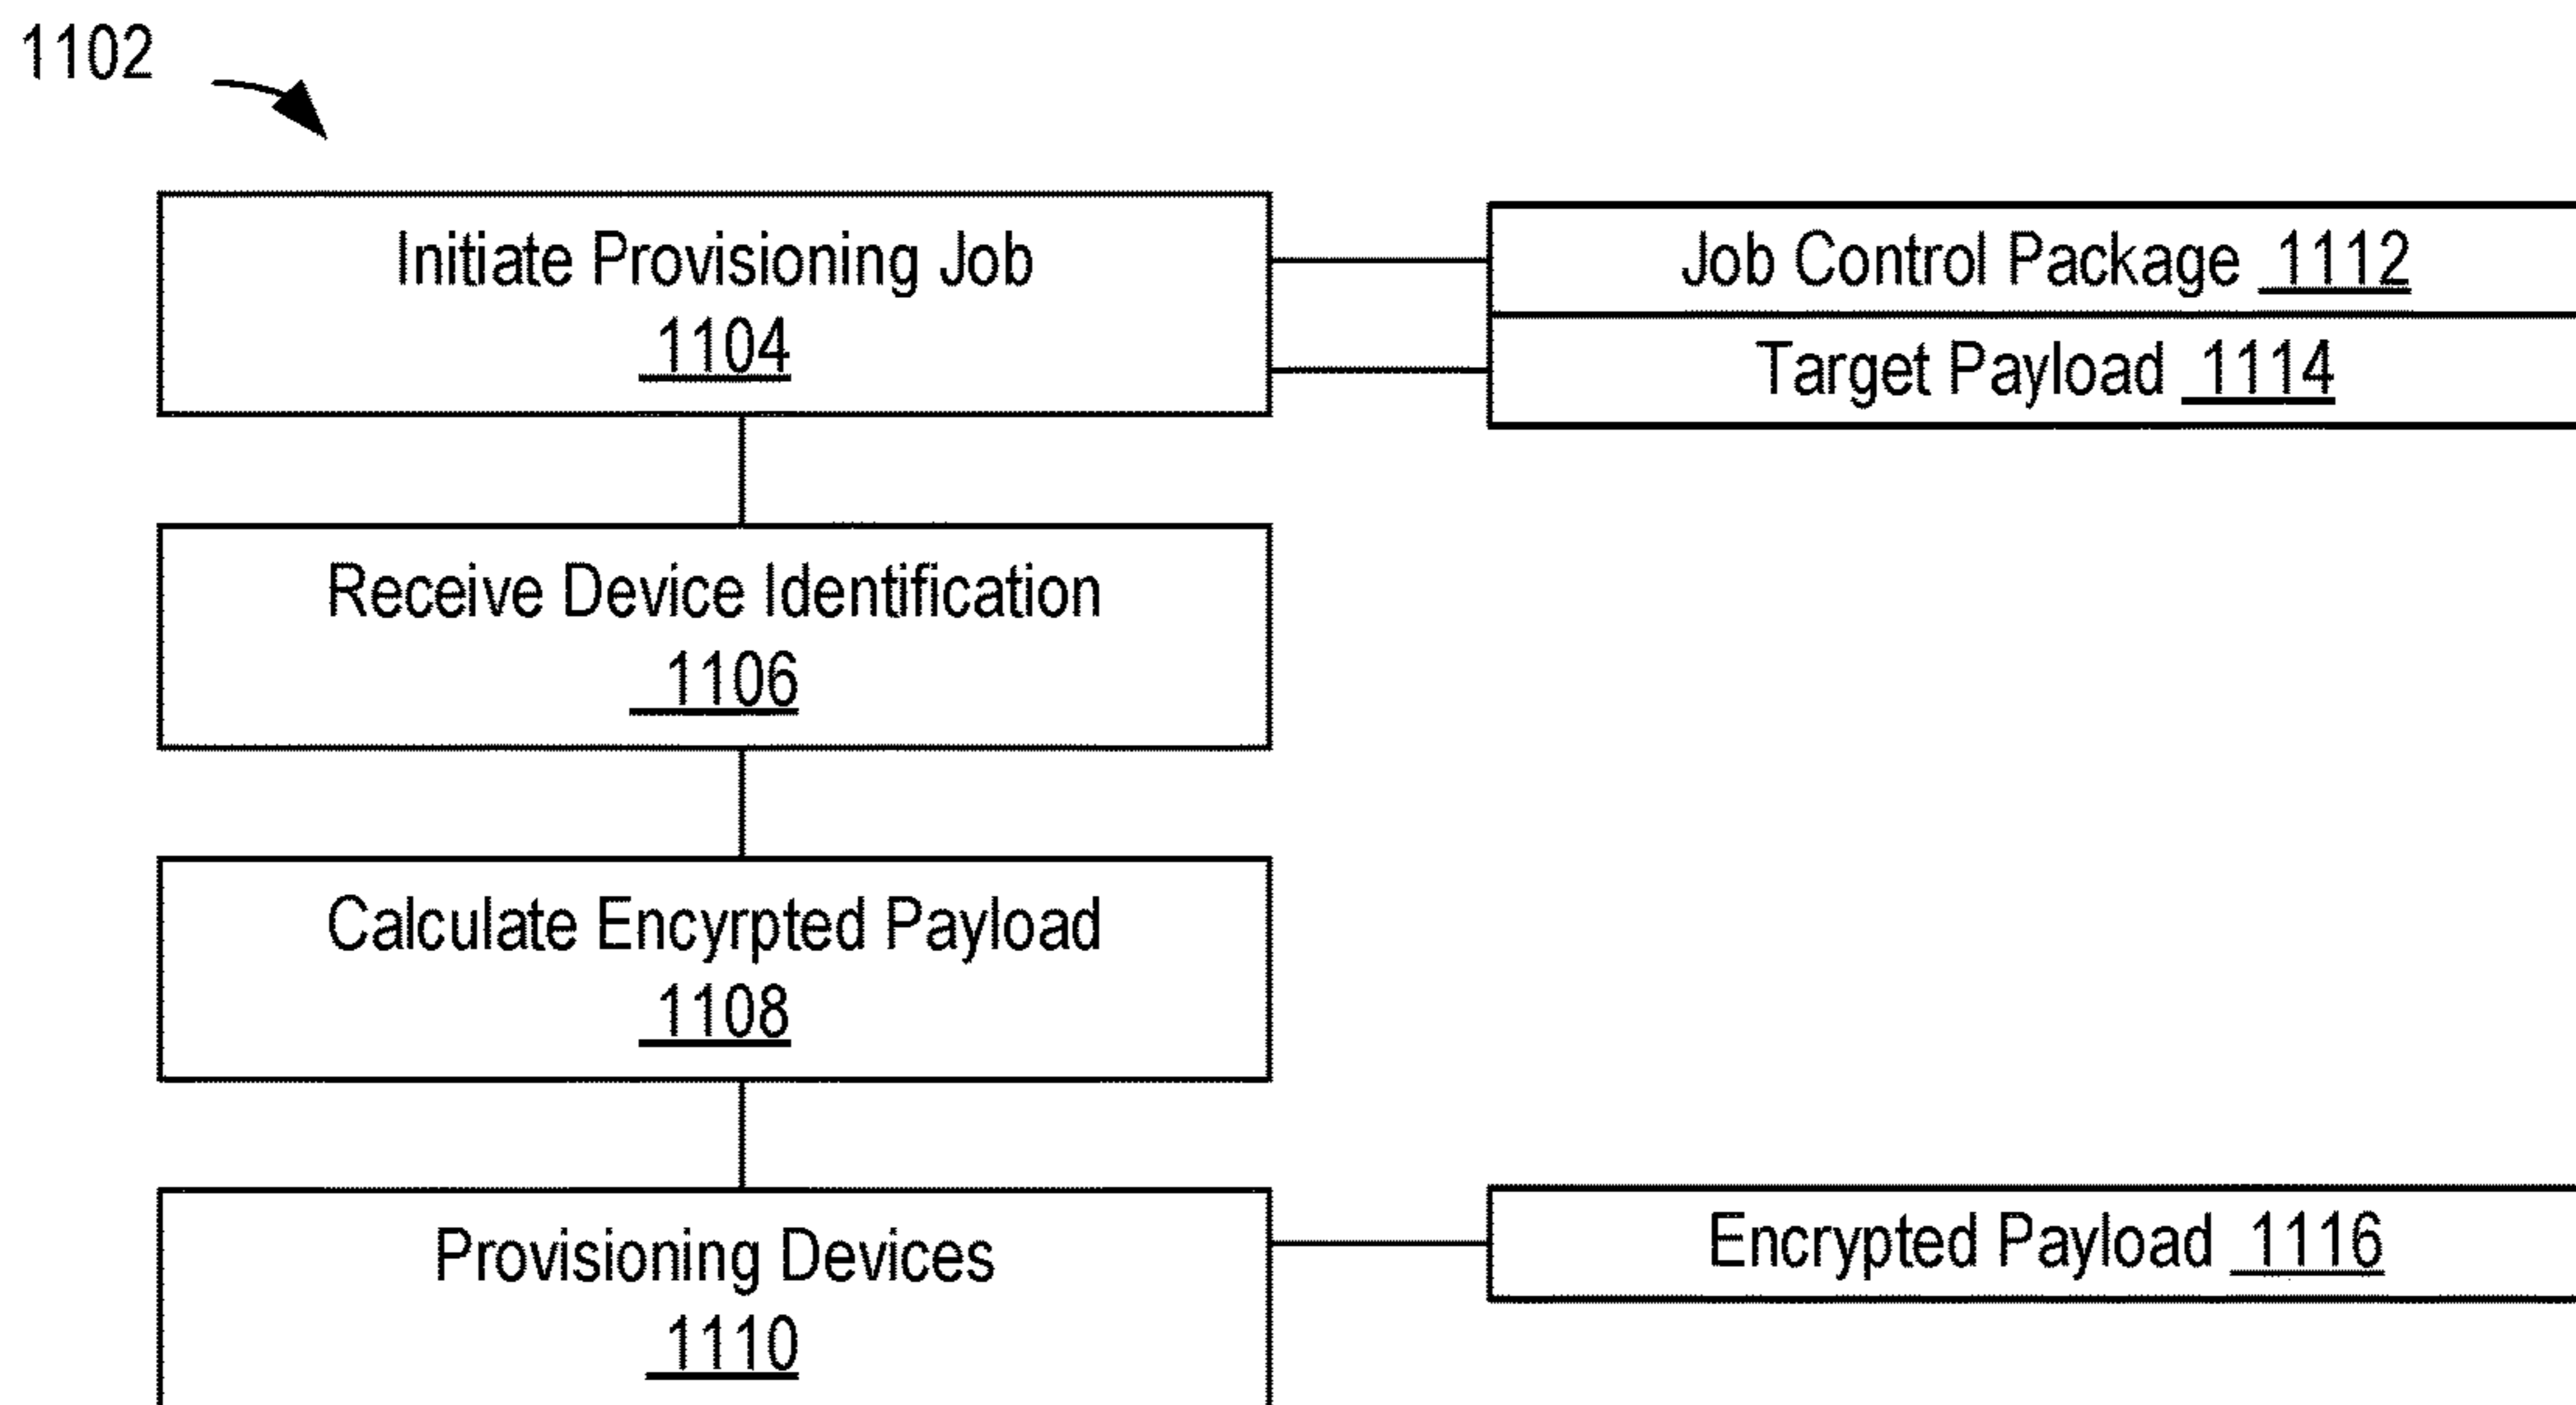 1102
Initiate Provisioning Job
1104
Job Control Package 1112
Target Payload 1114
Receive Device Identification
1106
Calculate Encyrpted Payload
1108
Provisioning Devices
1110
Encrypted Payload 1116